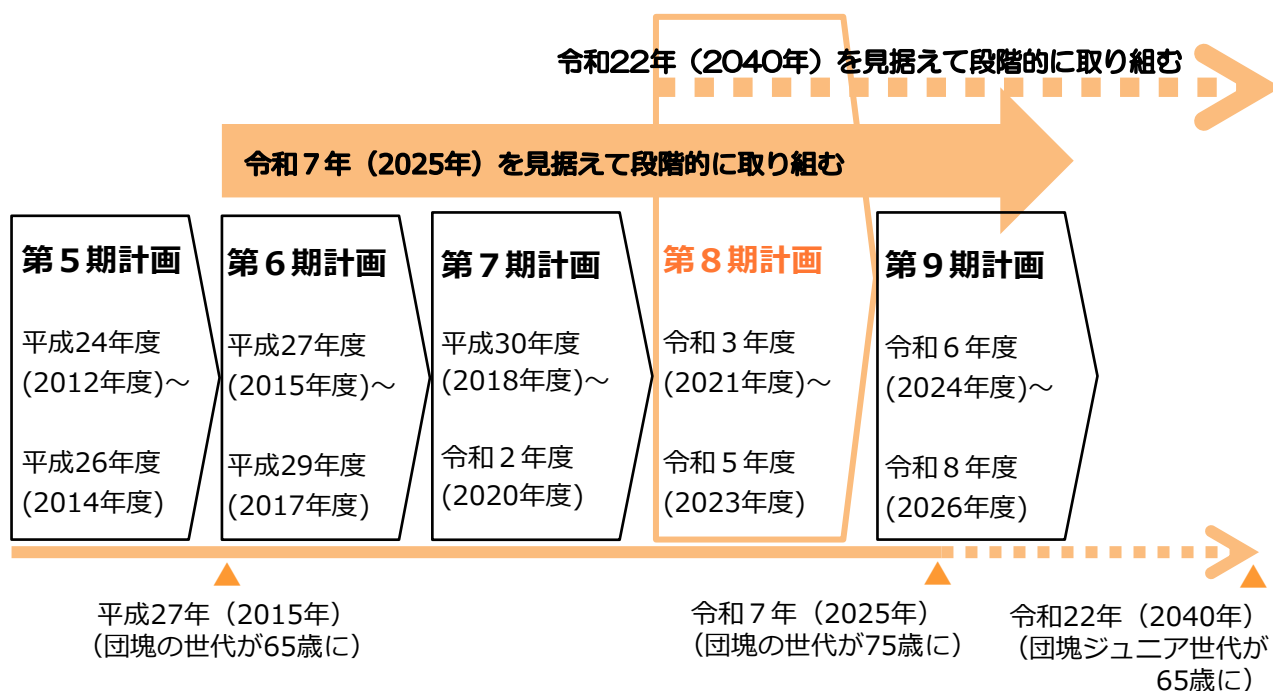 令和22年（2040年）を見据えて段階的に取り組む
令和７年（2025年）を見据えて段階的に取り組む
第５期計画
平成24年度
(2012年度)～
平成26年度
(2014年度)
第６期計画
平成27年度
(2015年度)～
平成29年度
(2017年度)
第７期計画
平成30年度
(2018年度)～
令和２年度
(2020年度)
第８期計画
令和３年度
(2021年度)～
令和５年度
(2023年度)
第９期計画
令和６年度
(2024年度)～
令和８年度
(2026年度)
平成27年（2015年）
（団塊の世代が65歳に）
令和７年（2025年）
（団塊の世代が75歳に）
令和22年（2040年）
（団塊ジュニア世代が
65歳に）